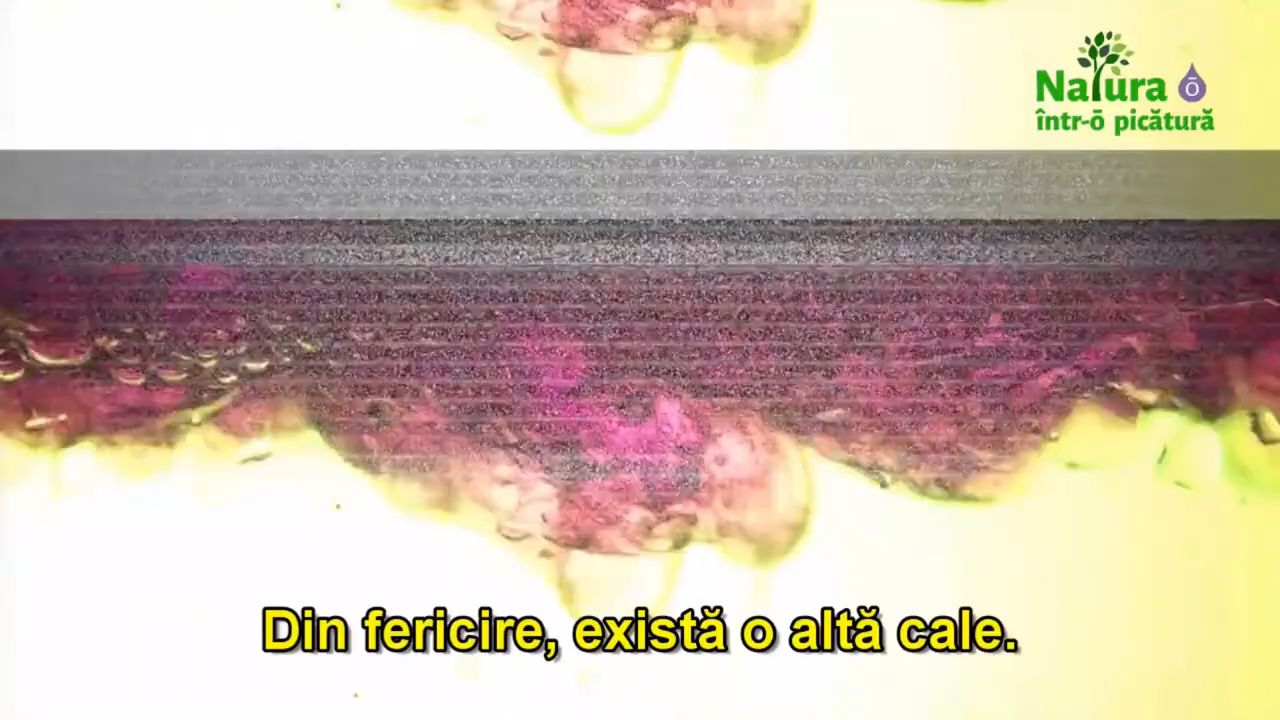 Natura ō
într-ō picătură
Din fericire, există o altă cale.